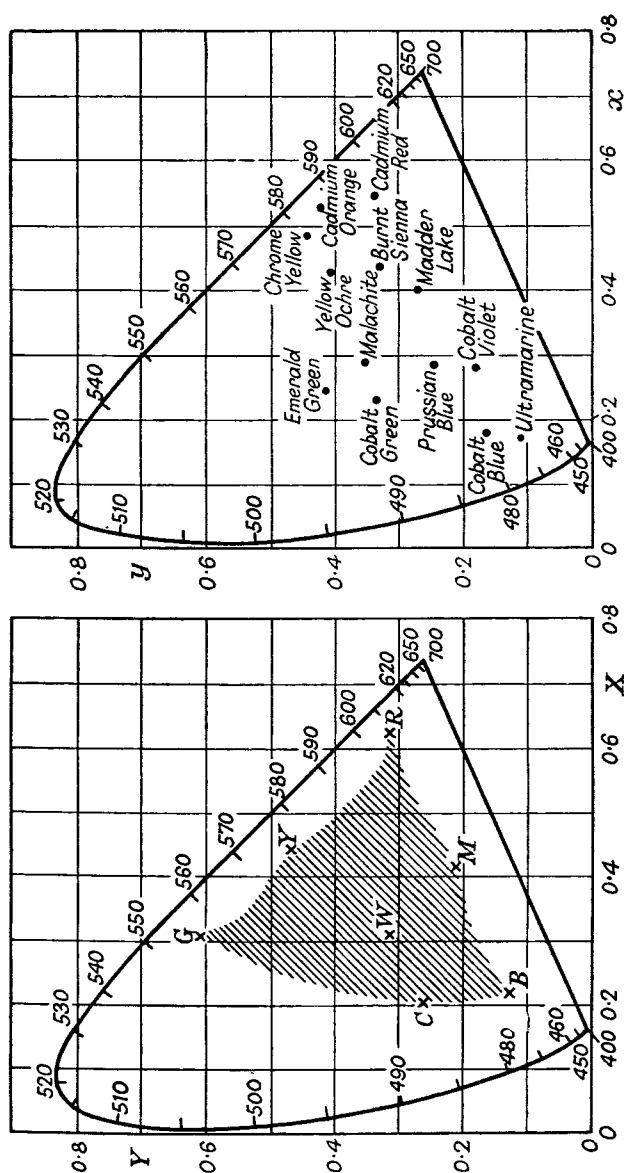 Y
0·8
0·6
0·4
0·2
0
0·2
0·4
0·6
X
0·8
520
530
540
550
560
570
580
590
600
620
650
700
510
500
490
480
460
450
400
G
Y
R
W
C
M
B
y
0·8
0·6
0·4
0·2
0
0·2
0·4
0·6
x
0·8
520
530
540
550
560
570
580
590
600
620
650
700
510
500
490
480
460
450
400
Chrome
Yellow
Cadmium
Orange
Emerald
Green
Yellow
Ochre
Malachite
Burnt
Sienna
Cadmium
Red
Cobalt
Green
Madder
Lake
Prussian
Blue
Cobalt
Violet
Cobalt
Blue
Ultramarine